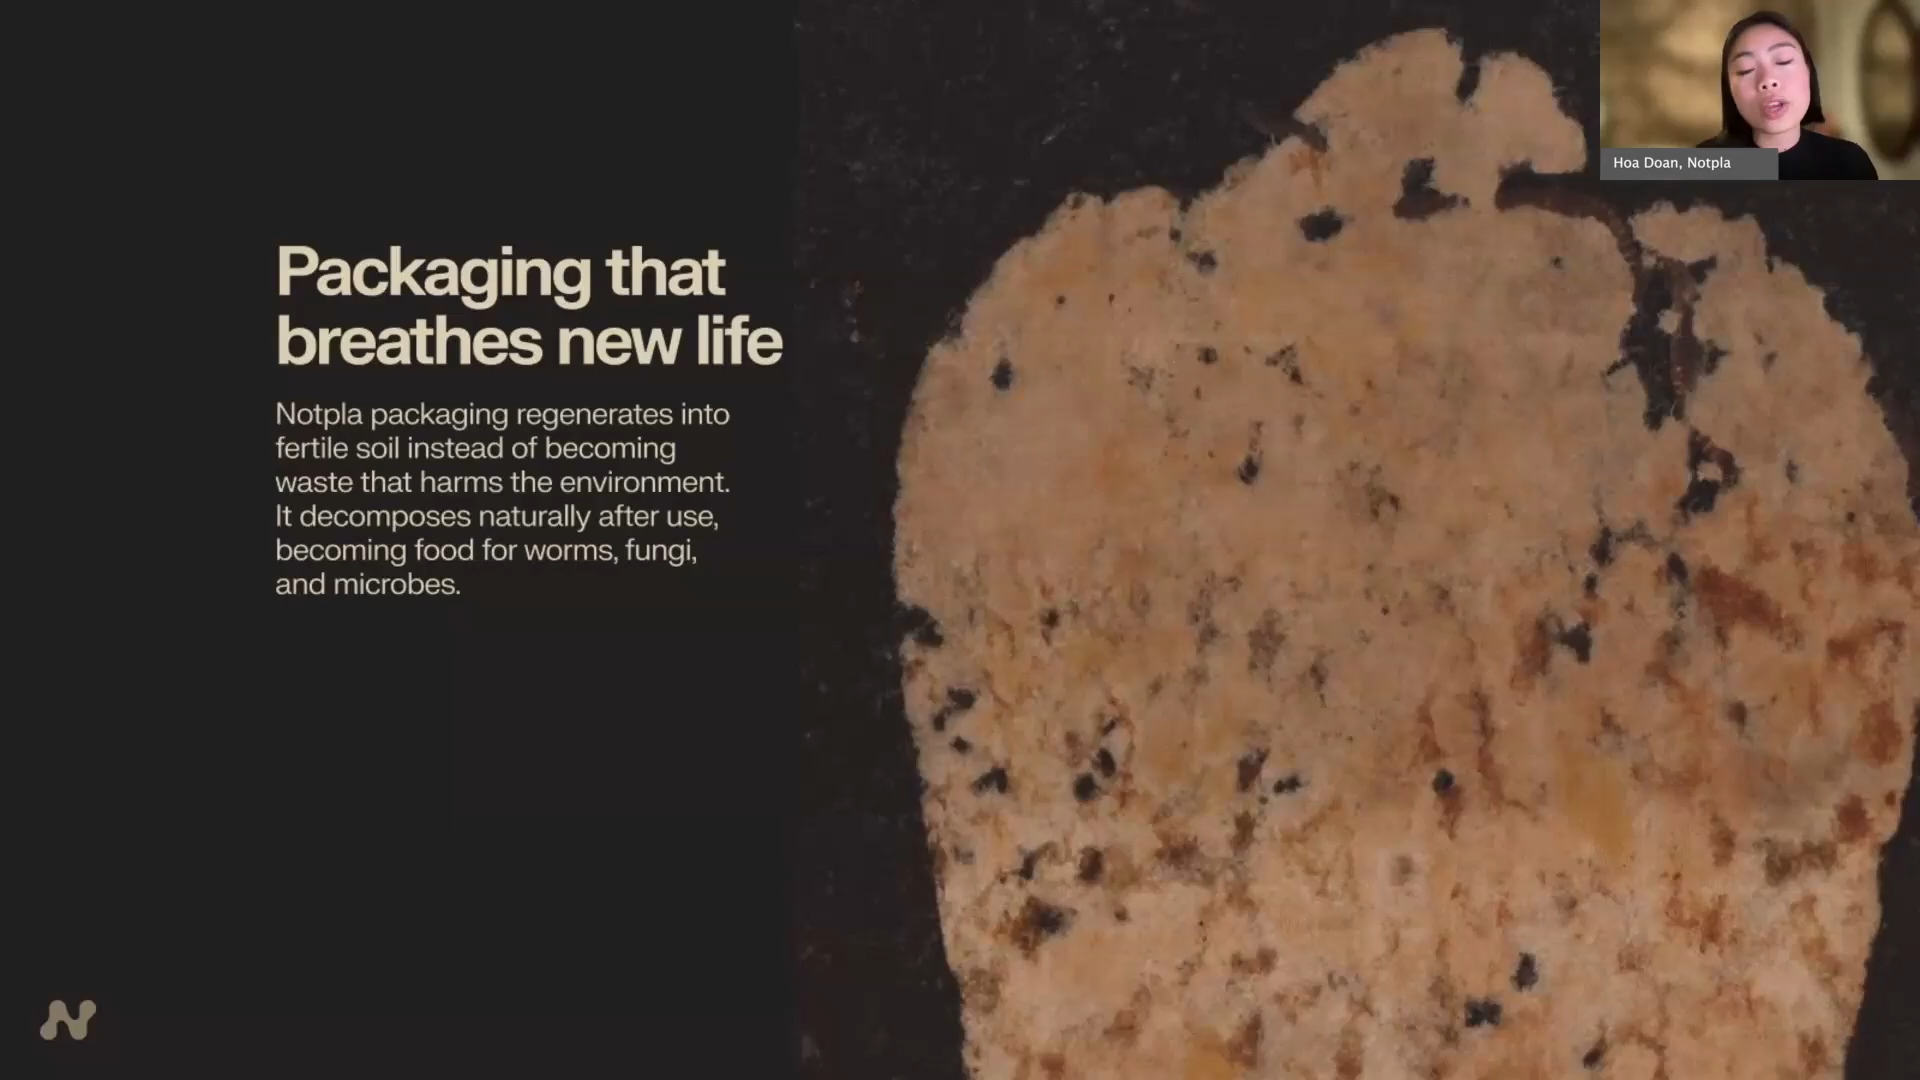 Packaging that
breathes new life
Notpla packaging regenerates into
fertile soil instead of becoming
waste that harms the environment.
It decomposes naturally after use,
becoming food for worms, fungi,
and microbes.
Hoa Doan, Notpla